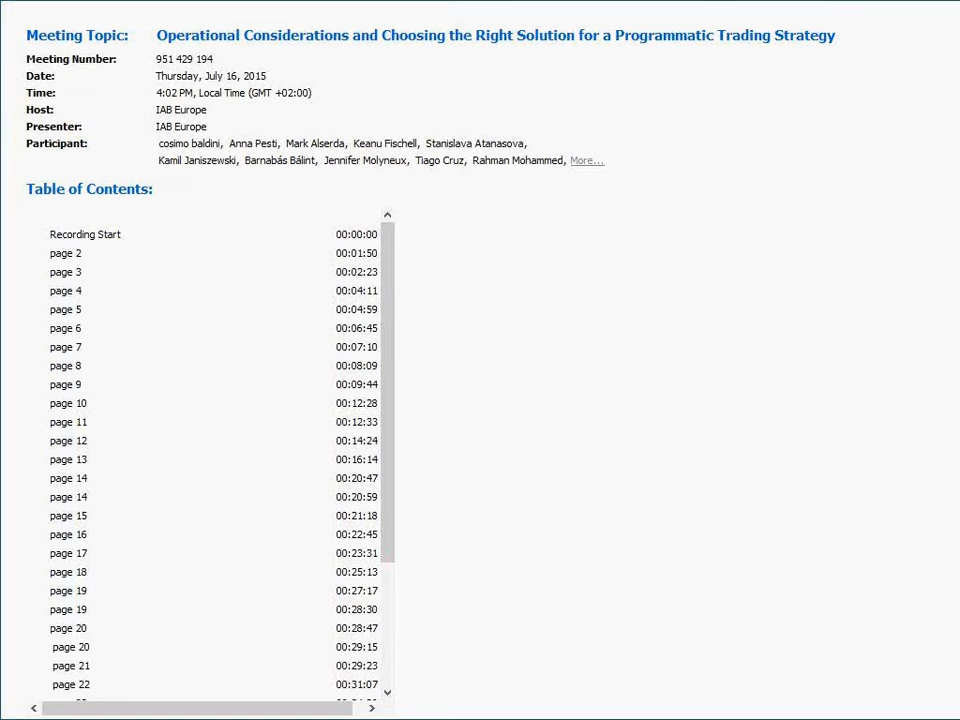 Meeting Topic: Operational Considerations and Choosing the Right Solution for a Programmatic Trading Strategy
Meeting Number: 951 429 194
Date: Thursday, July 16, 2015
Time: 4:02 PM, Local Time (GMT +02:00)
Host: IAB Europe
Presenter: IAB Europe
Participant: cosimo baldini, Anna Pesti, Mark Alserda, Keanu Fischell, Stanislava Atanasova,
Kamil Janiszewski, Barnabás Bálint, Jennifer Molyneux, Tiago Cruz, Rahman Mohammed, More...
Table of Contents:
Recording Start 00:00:00
page 2 00:01:50
page 3 00:02:23
page 4 00:04:11
page 5 00:04:59
page 6 00:06:45
page 7 00:07:10
page 8 00:08:09
page 9 00:09:44
page 10 00:12:28
page 11 00:12:33
page 12 00:14:24
page 13 00:16:14
page 14 00:20:47
page 14 00:20:59
page 15 00:21:18
page 16 00:22:45
page 17 00:23:31
page 18 00:25:13
page 19 00:27:17
page 19 00:28:30
page 20 00:28:47
page 20 00:29:15
page 21 00:29:23
page 22 00:31:07